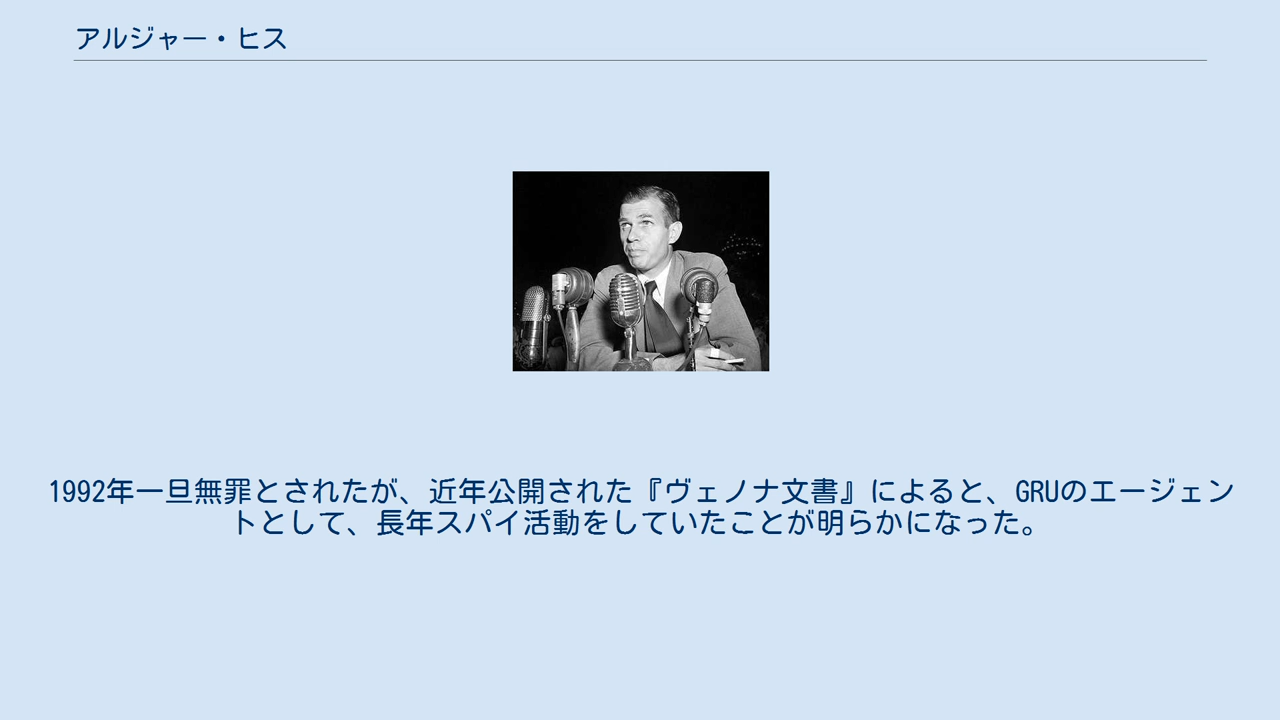 アルジャー・ヒス
1992年一旦無罪とされたが、近年公開された『ヴェノナ文書』によると、GRUのエージェン
トとして、長年スパイ活動をしていたことが明らかになった。